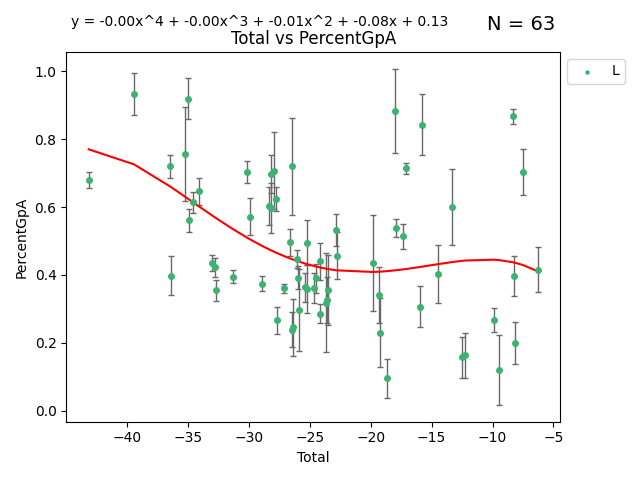 y = -0.00x^4 + -0.00x^3 + -0.01x^2 + -0.08x + 0.13
N = 63
Total vs PercentGpA
L
1.0
0.8
0.6
0.4
0.2
0.0
PercentGpA
−40 −35 −30 −25 −20 −15 −10 −5
Total